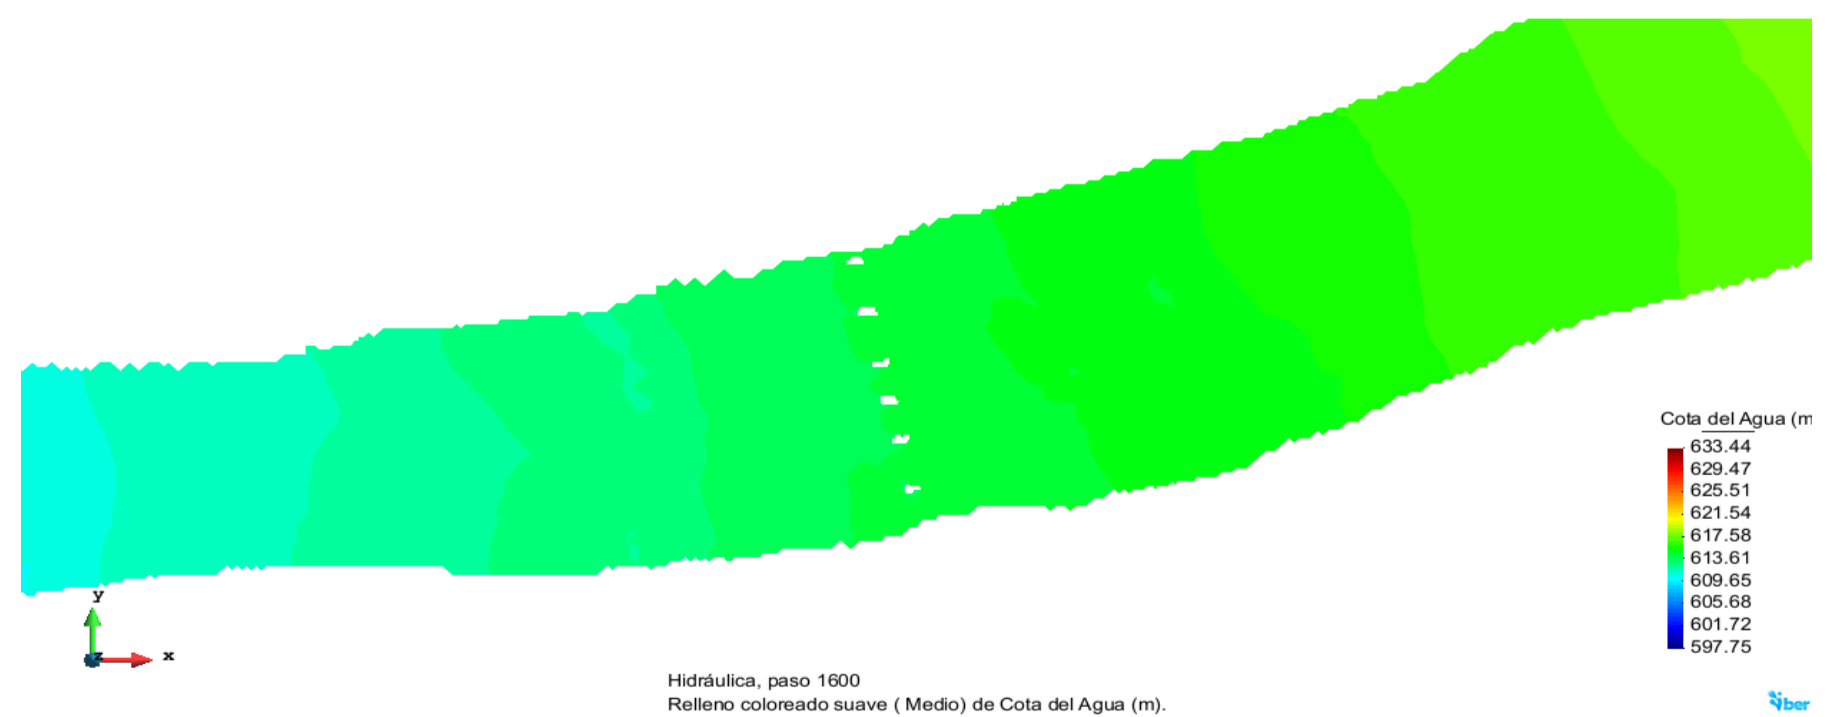 Cota del Agua (m
633.44
629.47
625.51
621.54
617.58
613.61
609.65
605.68
601.72
597.75
y
z
x
Hidráulica, paso 1600
Relleno coloreado suave ( Medio) de Cota del Agua (m).
iber